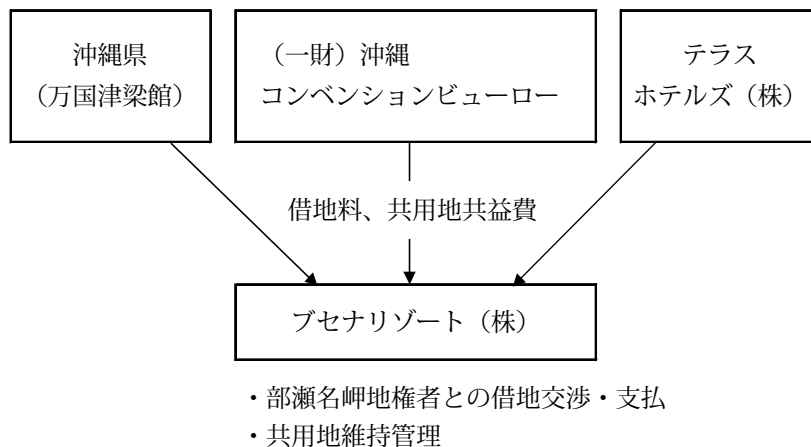 沖縄県
（万国津梁館）
（一財）沖縄
コンベンションビューロー
テラス
ホテルズ（株）
借地料、共用地共益費
ブセナリゾート（株）
・部瀬名岬地権者との借地交渉・支払
・共用地維持管理